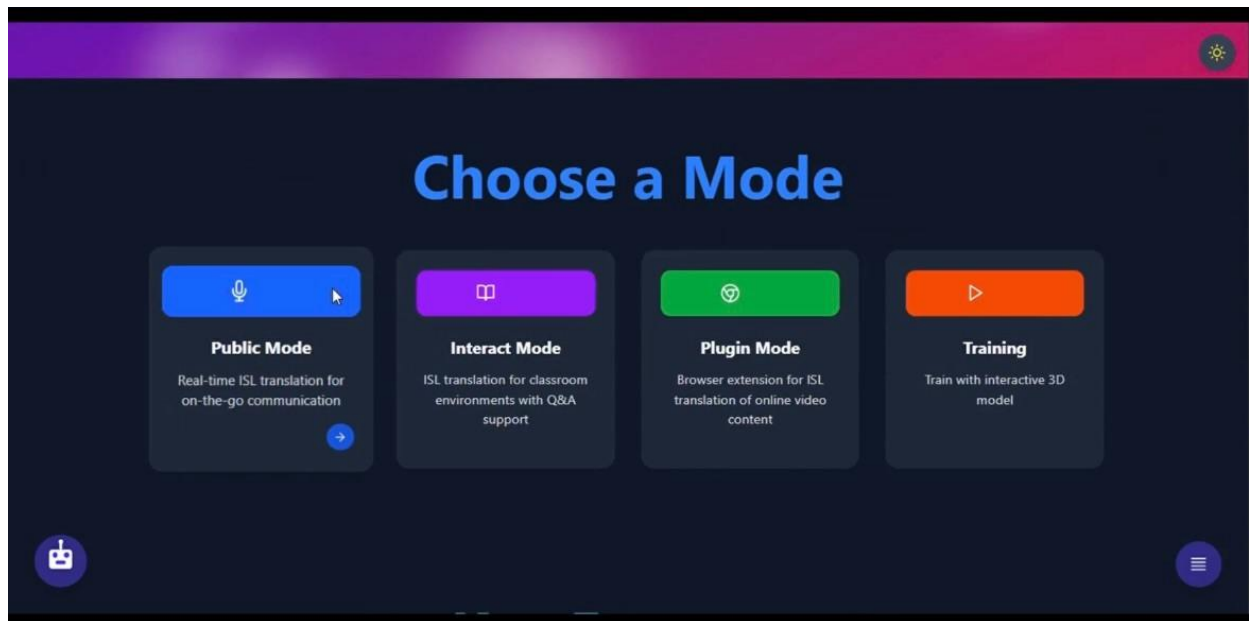 Choose a Mode
Public Mode
Real-time ISL translation for
on-the-go communication
Interact Mode
ISL translation for classroom
environments with Q&A
support
Plugin Mode
Browser extension for ISL
translation of online video
content
Training
Train with interactive 3D
model